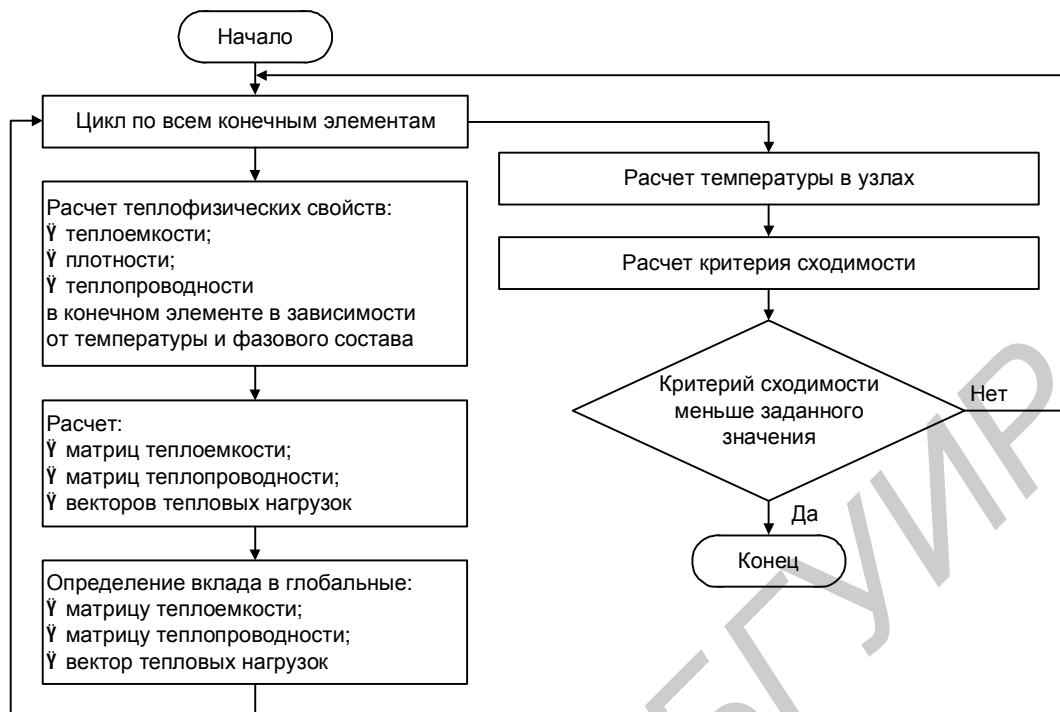 Начало
Цикл по всем конечным элементам
Расчет теплофизических свойств:
Ÿ теплоемкости;
Ÿ плотности;
Ÿ теплопроводности
в конечном элементе в зависимости
от температуры и фазового состава
Расчет:
Ÿ матриц теплоемкости;
Ÿ матриц теплопроводности;
Ÿ векторов тепловых нагрузок
Определение вклада в глобальные:
Ÿ матрицу теплоемкости;
Ÿ матрицу теплопроводности;
Ÿ вектор тепловых нагрузок
Расчет температуры в узлах
Расчет критерия сходимости
Критерий сходимости
меньше заданного
значения
Нет
Да
Конец
БГУИР